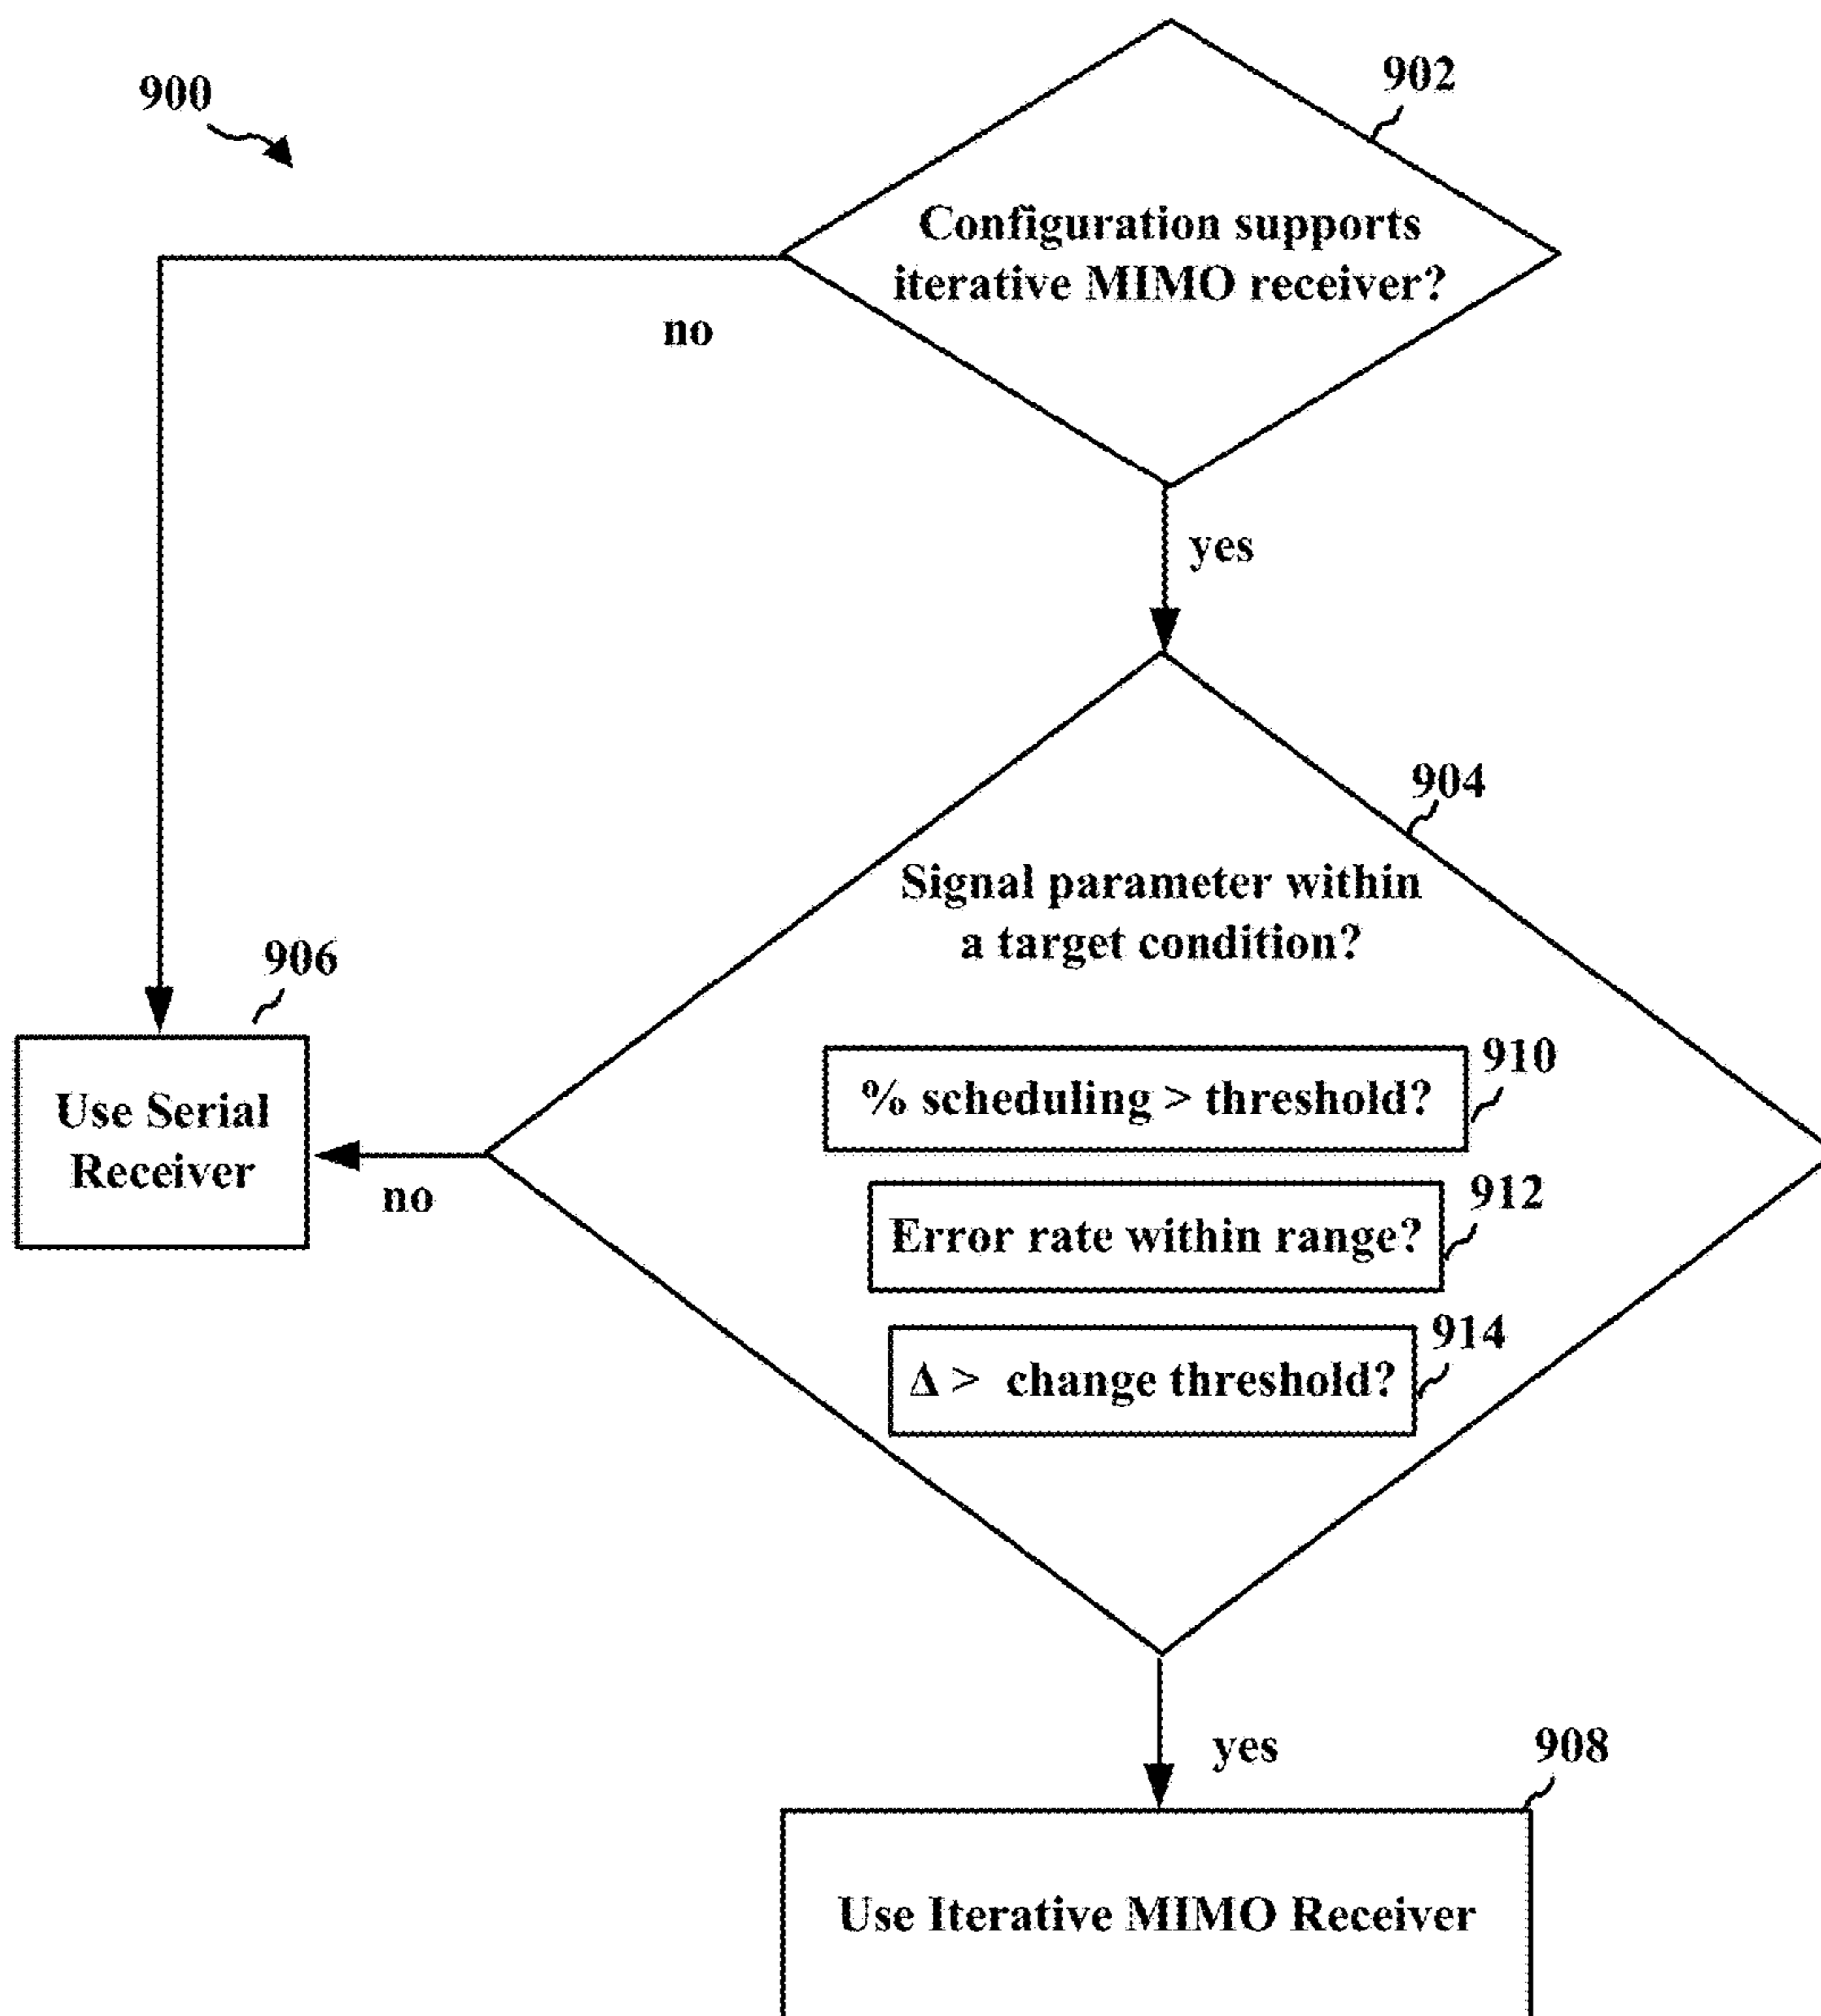 900
902
Configuration supports
iterative MIMO receiver?
no
yes
904
Signal parameter within
a target condition?
906
Use Serial
Receiver
no
910
% scheduling > threshold?
912
Error rate within range?
914
Δ > change threshold?
yes
908
Use Iterative MIMO Receiver